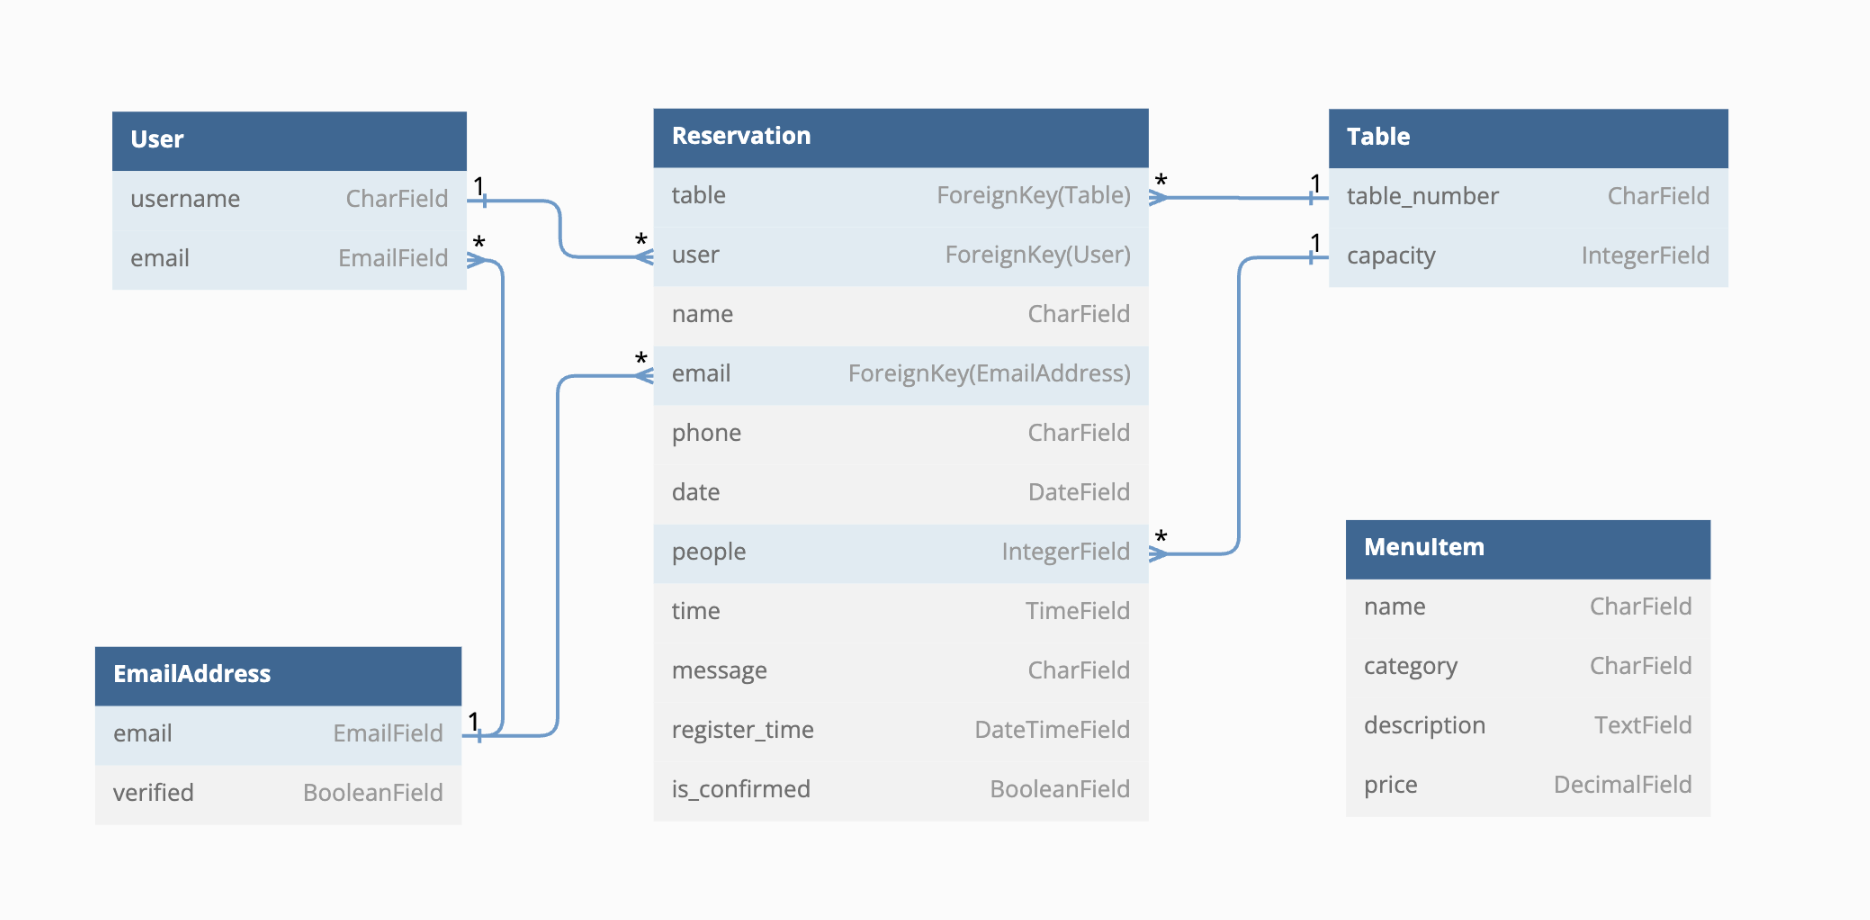 User
username CharField
email EmailField
1
*
*
*
Reservation
table ForeignKey(Table)
user ForeignKey(User)
name CharField
email ForeignKey(EmailAddress)
phone CharField
date DateField
people IntegerField
time TimeField
message CharField
register_time DateTimeField
is_confirmed BooleanField
*
*
1
1
Table
table_number CharField
capacity IntegerField
EmailAddress
email EmailField
verified BooleanField
1
MenuItem
name CharField
category CharField
description TextField
price DecimalField